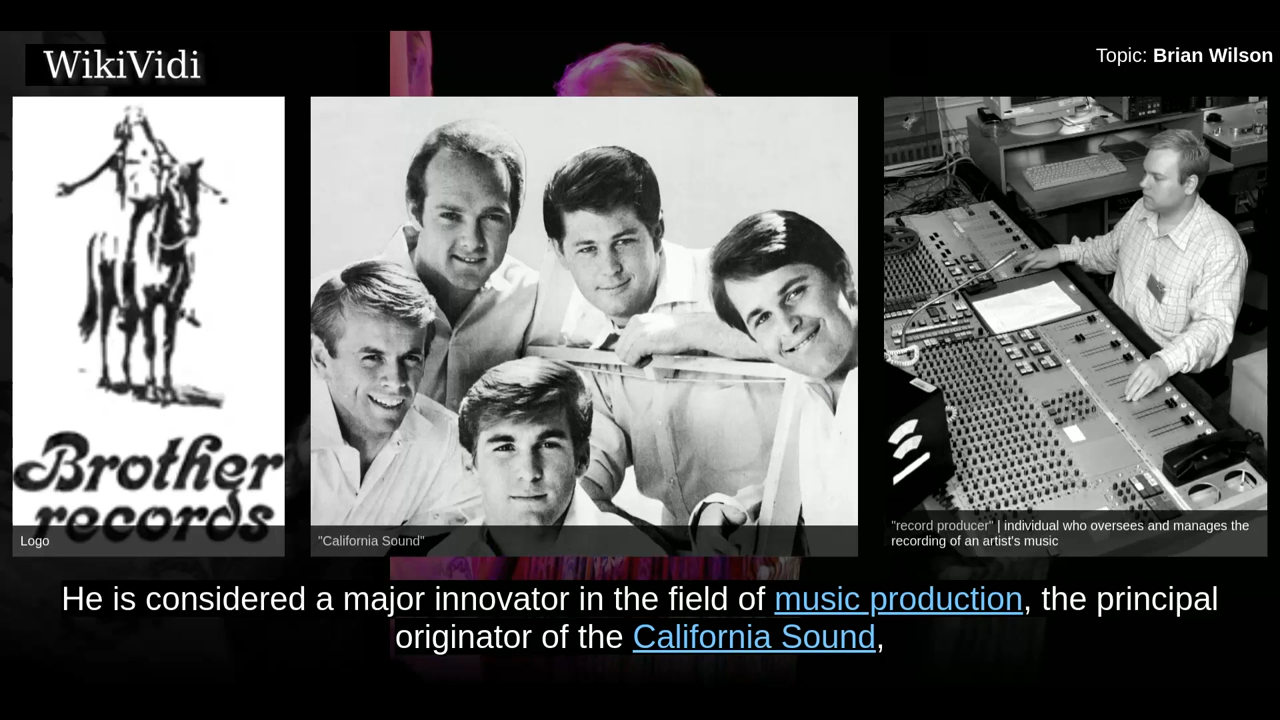 WikiVidi
Topic: Brian Wilson
Brother
records
Logo
"California Sound"
"record producer" | individual who oversees and manages the
recording of an artist's music
He is considered a major innovator in the field of music production, the principal
originator of the California Sound,